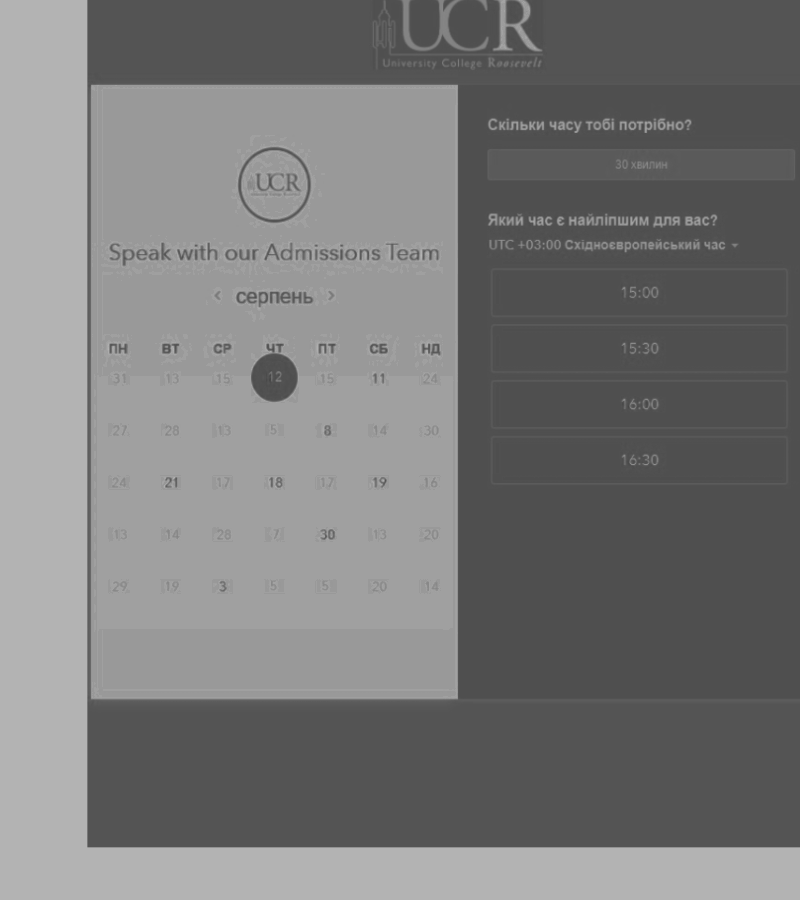 UCR
University College Roosevelt
UCR
Speak with our Admissions Team
< серпень >
ПН ВТ СР ЧТ ПТ СБ НД
31 13 15 12 15 11 24
27 28 13 5 8 14 30
24 21 17 18 17 19 16
13 14 28 7 30 13 20
29 19 3 5 5 20 14
Скільки часу тобі потрібно?
30 хвилин
Який час є найліпшим для вас?
UTC +03:00 Східноєвропейський час
15:00
15:30
16:00
16:30